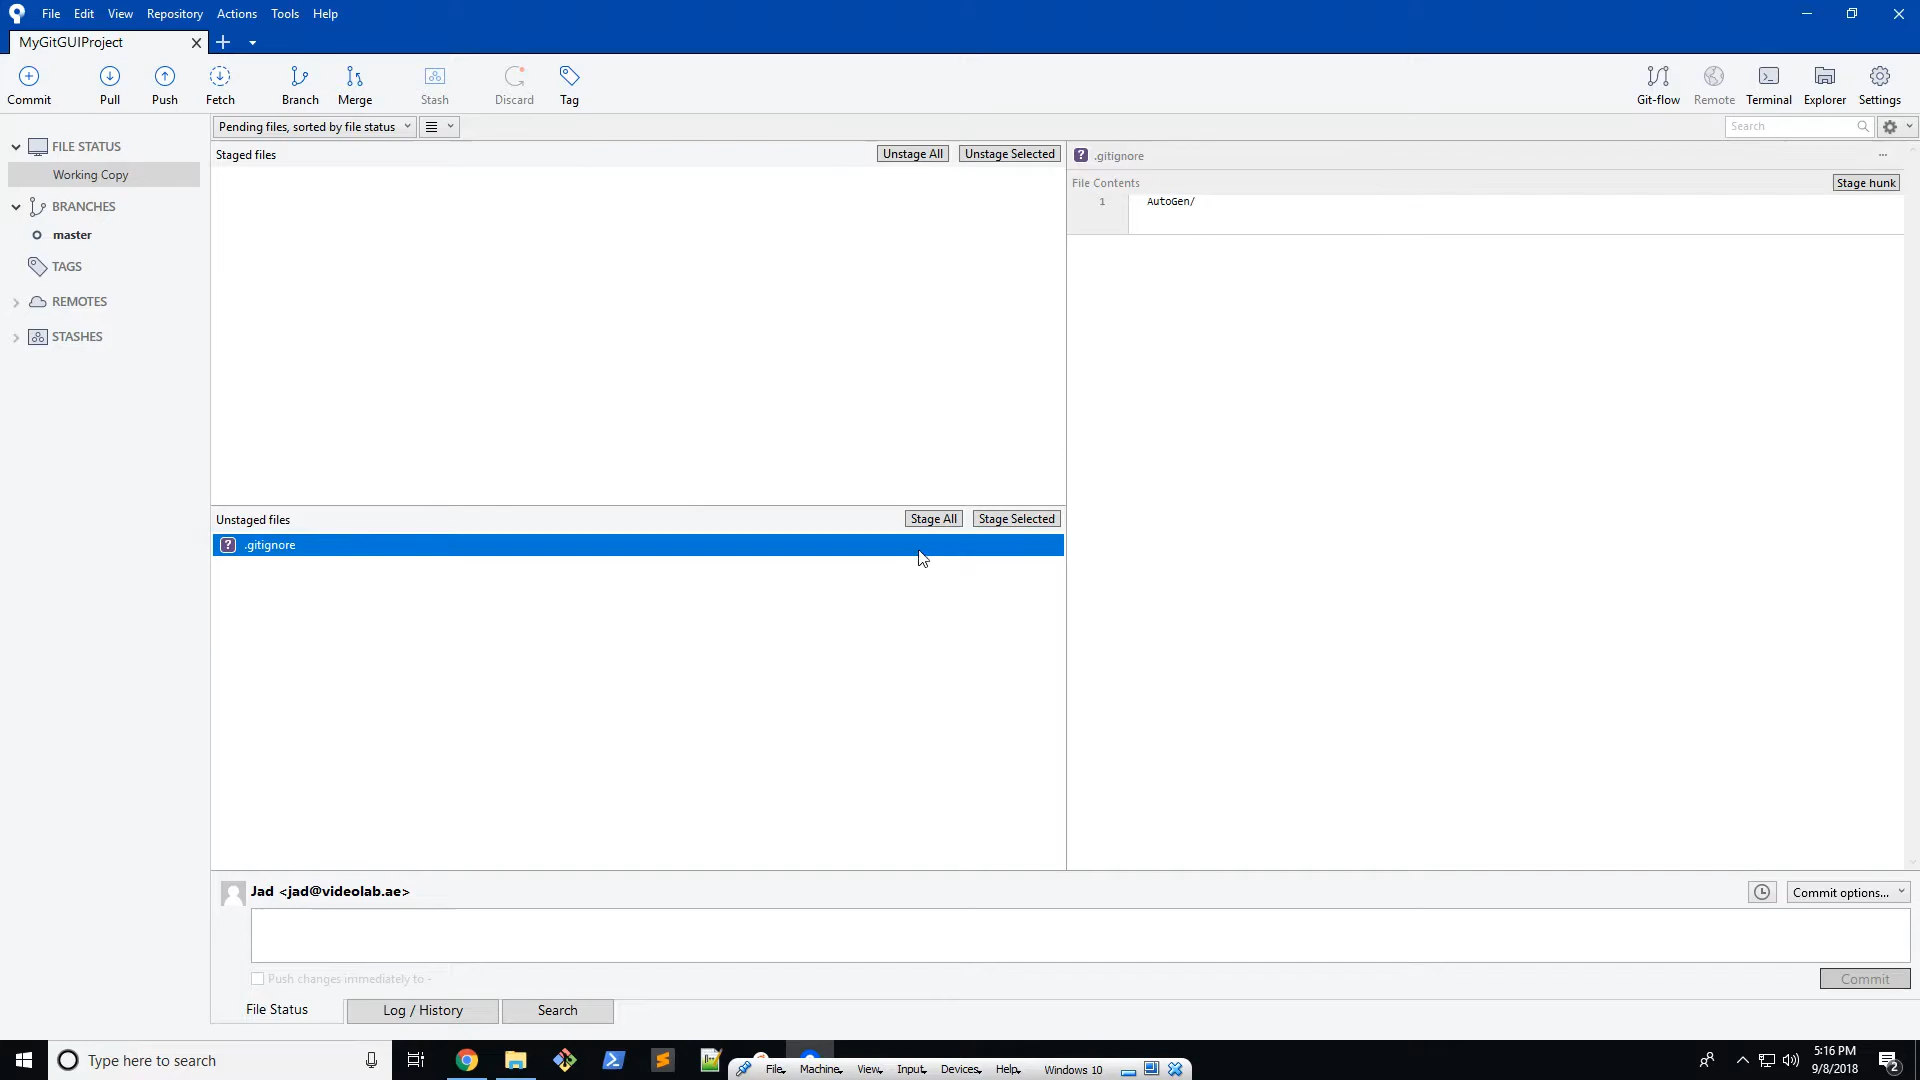 File Edit View Repository Actions Tools Help
MyGitGUIProject
Commit Pull Push Fetch Branch Merge Stash Discard Tag Git-flow Remote Terminal Explorer Settings
FILE STATUS
Working Copy
BRANCHES
master
TAGS
REMOTES
STASHES
Pending files, sorted by file status
Search
Staged files Unstage All Unstage Selected
Unstaged files Stage All Stage Selected
? .gitignore
? .gitignore ...
File Contents Stage hunk
1 AutoGen/
Jad <jad@videolab.ae>
Commit options...
Push changes immediately to -
Commit
File Status Log / History Search
Type here to search
File Machine View Input Devices Help Windows 10
5:16 PM
9/8/2018
2